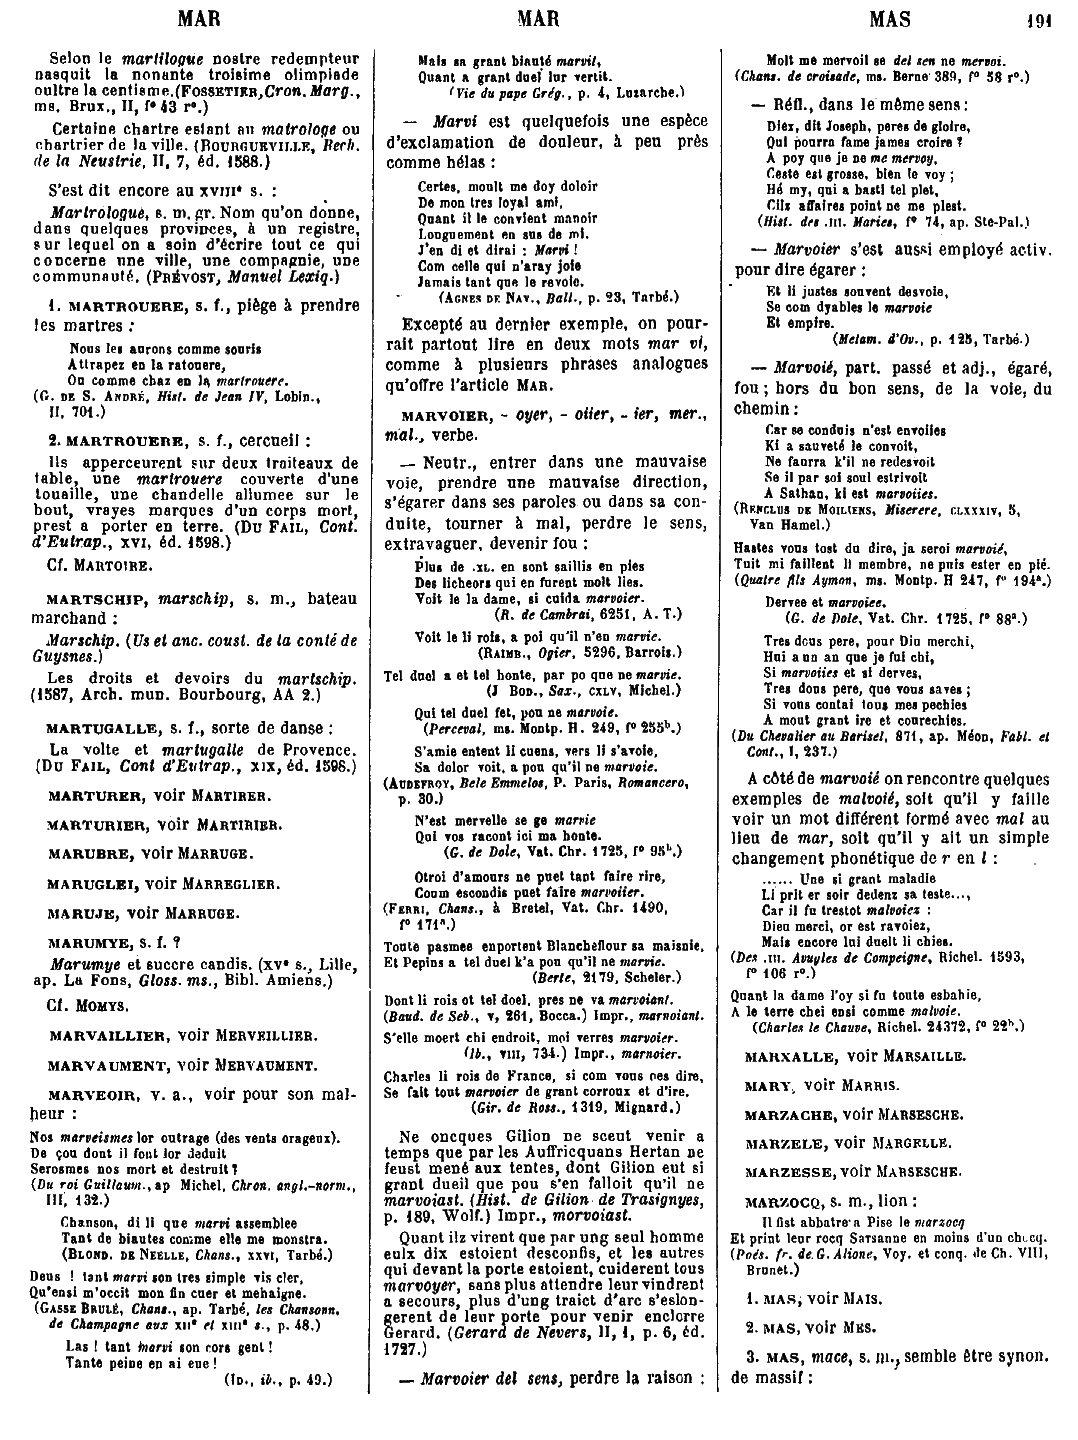 MAR
MAR
MAS
191
Selon le martilogue nostre redempteur
nasquit la nonante troisime olimpiade
oultre la centisme. (FOSSETIER, Cron. Marg.,
ms. Brux., II, f° 43 r°.)
Certaine chartre estant au matrologe ou
chartrier de la ville. (BOURGUEVILLE, Rech.
de la Neustrie, II, 7, éd. 1588.)
S'est dit encore au XVIIIe s. :
Martrologue, s. m. gr. Nom qu'on donne,
dans quelques provinces, à un registre,
sur lequel on a soin d'écrire tout ce qui
concerne une ville, une compagnie, une
communauté. (PRÉVOST, Manuel Lexiq.)
1. MARTROUERE, s. f., piège à prendre
les martres :
Nous les aurons comme souris
Attrapez en la ratouere,
Ou comme chaz en la martrouere.
(G. DE S. ANDRÉ, Hist. de Jean IV, Lobin.,
II, 701.)
2. MARTROUERE, s. f., cercueil :
Ils apperceurent sur deux traiteaux de
table, une martrouere couverte d'une
touaille, une chandelle allumee sur le
bout, vrayes marques d'un corps mort,
prest a porter en terre. (DU FAIL, Cont.
d'Eutrap., XVI, éd. 1598.)
Cf. MARTOIRE.
MARTSCHIP, marschip, s. m., bateau
marchand :
Marschip. (Us et anc. coust. de la conté de
Guysnes.)
Les droits et devoirs du martschip.
(1587, Arch. mun. Bourbourg, AA 2.)
MARTUGALLE, s. f., sorte de danse :
La volte et martugalle de Provence.
(DU FAIL, Cont d'Eutrap., XIX, éd. 1598.)
MARTURER, voir MARTIRER.
MARTURIER, voir MARTIRIER.
MARUBRE, voir MARRUGE.
MARUGLEI, voir MARREGLIER.
MARUJE, voir MARRUGE.
MARUMYE, s. f. ?
Marumye et succre candis. (XVe s., Lille,
ap. La Fons, Gloss. ms., Bibl. Amiens.)
Cf. MOMYS.
MARVAILLIER, voir MERVEILLIER.
MARVAUMENT, voir MERVAUMENT.
MARVEOIR, v. a., voir pour son mal-
heur :
Nos marveismes lor outrage (des vents orageux).
De çou dont il font lor deduit
Serosmes nos mort et destruit ?
(Du roi Guillaum., ap Michel, Chron. angl.-norm.,
III, 132.)
Chanson, di li que marvi assemblee
Tant de biautes comme elle me monstra.
(BLOND. DE NEELLE, Chans., XXVI, Tarbé.)
Deus ! tant marvi son tres simple vis cler,
Qu'ensi m'occit mon fin cuer et mehaigne.
(GASSE BRULÉ, Chans., ap. Tarbé, les Chansonn.
de Champagne aux XIIe et XIIIe s., p. 48.)
Las ! tant marvi son cors gent !
Tante peine en ai eue !
(ID., ib., p. 49.)
Mais sa grant biauté marvit,
Quant a grant duel lur vertit.
(Vie du pape Grég., p. 4, Luzarche.)
— Marvi est quelquefois une espèce
d'exclamation de douleur, à peu près
comme hélas :
Certes, moult me doy doloir
De mon tres loyal ami,
Quant il le convient manoir
Longuement en sus de mi.
J'en di et dirai : Marvi !
Com celle qui n'aray joie
Jamais tant que le revoie.
(AGNES DE NAV., Ball., p. 23, Tarbé.)
Excepté au dernier exemple, on pour-
rait partout lire en deux mots mar vi,
comme à plusieurs phrases analogues
qu'offre l'article MAR.
MARVOIER, - oyer, - oiier, - ier, mer.,
mal., verbe.
— Neutr., entrer dans une mauvaise
voie, prendre une mauvaise direction,
s'égarer dans ses paroles ou dans sa con-
duite, tourner à mal, perdre le sens,
extravaguer, devenir fou :
Plus de .XL. en sont saillis en pies
Des licheors qui en furent molt lies.
Voit le la dame, si cuida marvoier.
(R. de Cambrai, 6251, A. T.)
Voit le li rois, a poi qu'il n'en marvie.
(RAIMB., Ogier, 5296, Barrois.)
Tel duel a et tel honte, par po que ne marvie.
(J BOD., Sax., CXLV, Michel.)
Qui tel duel fet, pou ne marvoie.
(Perceval, ms. Montp. H. 249, f° 255b.)
S'amie entent li cuens, vers li s'avoie,
Sa dolor voit, a pou qu'il ne marvoie.
(AUDEFROY, Bele Emmelos, P. Paris, Romancero,
p. 30.)
N'est mervelle se ge marvie
Qui vos racont ici ma honte.
(G. de Dole, Vat. Chr. 1725, f° 95b.)
Otroi d'amours ne puet tant faire rire,
Coum escondis puet faire marvoiier.
(FERRI, Chans., à Bretel, Vat. Chr. 1490,
f° 171a.)
Toute pasmee enportent Blancheflour sa maisnie,
Et Pepins a tel duel k'a pou qu'il ne marvie.
(Berte, 2179, Scheler.)
Dont li rois ot tel doel, pres ne va marvoiant.
(Baud. de Seb., V, 261, Bocca.) Impr., marnoiant.
S'elle moert chi endroit, moi verres marvoier.
(Ib., VIII, 734.) Impr., marnoier.
Charles li rois de France, si com vous oes dire,
Se fait tout marvoier de grant corroux et d'ire.
(Gir. de Ross., 1319, Mignard.)
Ne oncques Gilion ne sceut venir a
temps que par les Auffricquans Hertan ne
feust mené aux tentes, dont Gilion eut si
grant dueil que pou s'en falloit qu'il ne
marvoiast. (Hist. de Gilion de Trasignyes,
p. 189, Wolf.) Impr., morvoiast.
Quant ilz virent que par ung seul homme
eulx dix estoient desconfis, et les autres
qui devant la porte estoient, cuiderent tous
marvoyer, sans plus attendre leur vindrent
a secours, plus d'ung traict d'arc s'eslon-
gerent de leur porte pour venir enclorre
Gerard. (Gerard de Nevers, II, 1, p. 6, éd.
1727.)
— Marvoier del sens, perdre la raison :
Molt me mervoil se del sen ne mervoi.
(Chans. de croisade, ms. Berne 389, f° 58 r°.)
— Réfl., dans le même sens :
Diex, dit Joseph, peres de gloire,
Qui pourra fame james croire ?
A poy que je ne me mervoy,
Ceste est grosse, bien le voy ;
Hé my, qui a basti tel plet,
Cilz affaires point ne me plest.
(Hist. des .III. Maries, f° 74, ap. Ste-Pal.)
— Marvoier s'est aussi employé activ.
pour dire égarer :
Et li justes souvent desvoie,
Se com dyables le marvoie
Et empire.
(Metam. d'Ov., p. 125, Tarbé.)
— Marvoié, part. passé et adj., égaré,
fou ; hors du bon sens, de la voie, du
chemin :
Car se conduis n'est envoiies
Ki a sauveté le convoit,
Ne faurra k'il ne redesvoit
Se il par soi soul estrivoit
A Sathan, ki est marvoiies.
(RENCLUS DE MOILIENS, Miserere, CLXXXIV, 5,
Van Hamel.)
Hastes vous tost du dire, ja seroi marvoié,
Tuit mi faillent li membre, ne puis ester en pié.
(Quatre fils Aymon, ms. Montp. H 247, f° 194a.)
Dervee et marvoiee.
(G. de Dole, Vat. Chr. 1725, f° 88a.)
Tres dous pere, pour Diu merchi,
Hui a un an que je fui chi,
Si marvoiies et si derves,
Tres dous pere, que vous saves ;
Si vous contai tous mes pechies
A mout grant ire et courechies.
(Du Chevalier au Barisel, 871, ap. Méon, Fabl. et
Cont., I, 237.)
A côté de marvoié on rencontre quelques
exemples de malvoié, soit qu'il y faille
voir un mot différent formé avec mal au
lieu de mar, soit qu'il y ait un simple
changement phonétique de r en l :
...... Une si grant maladie
Li prit er soir dedenz sa teste...,
Car il fu trestot malvoiez :
Dieu merci, or est ravoiez,
Mais encore lui duelt li chies.
(Des .III. Avugles de Compeigne, Richel. 1593,
f° 106 r°.)
Quant la dame l'oy si fu toute esbahie,
A le terre chei ensi comme malvoie.
(Charles le Chauve, Richel. 24372, f° 22b.)
MARXALLE, voir MARSAILLE.
MARY, voir MARRIS.
MARZACHE, voir MARSESCHE.
MARZELE, voir MARGELLE.
MARZESSE, voir MARSESCHE.
MARZOCQ, s. m., lion :
Il fist abbatre a Pise le marzocq
Et print leur rocq Sarsanne en moins d'un chocq.
(Poés. fr. de G. Alione, Voy. et conq. de Ch. VIII,
Brunet.)
1. MAS, voir MAIS.
2. MAS, voir MES.
3. MAS, mace, s. m., semble être synon.
de massif :